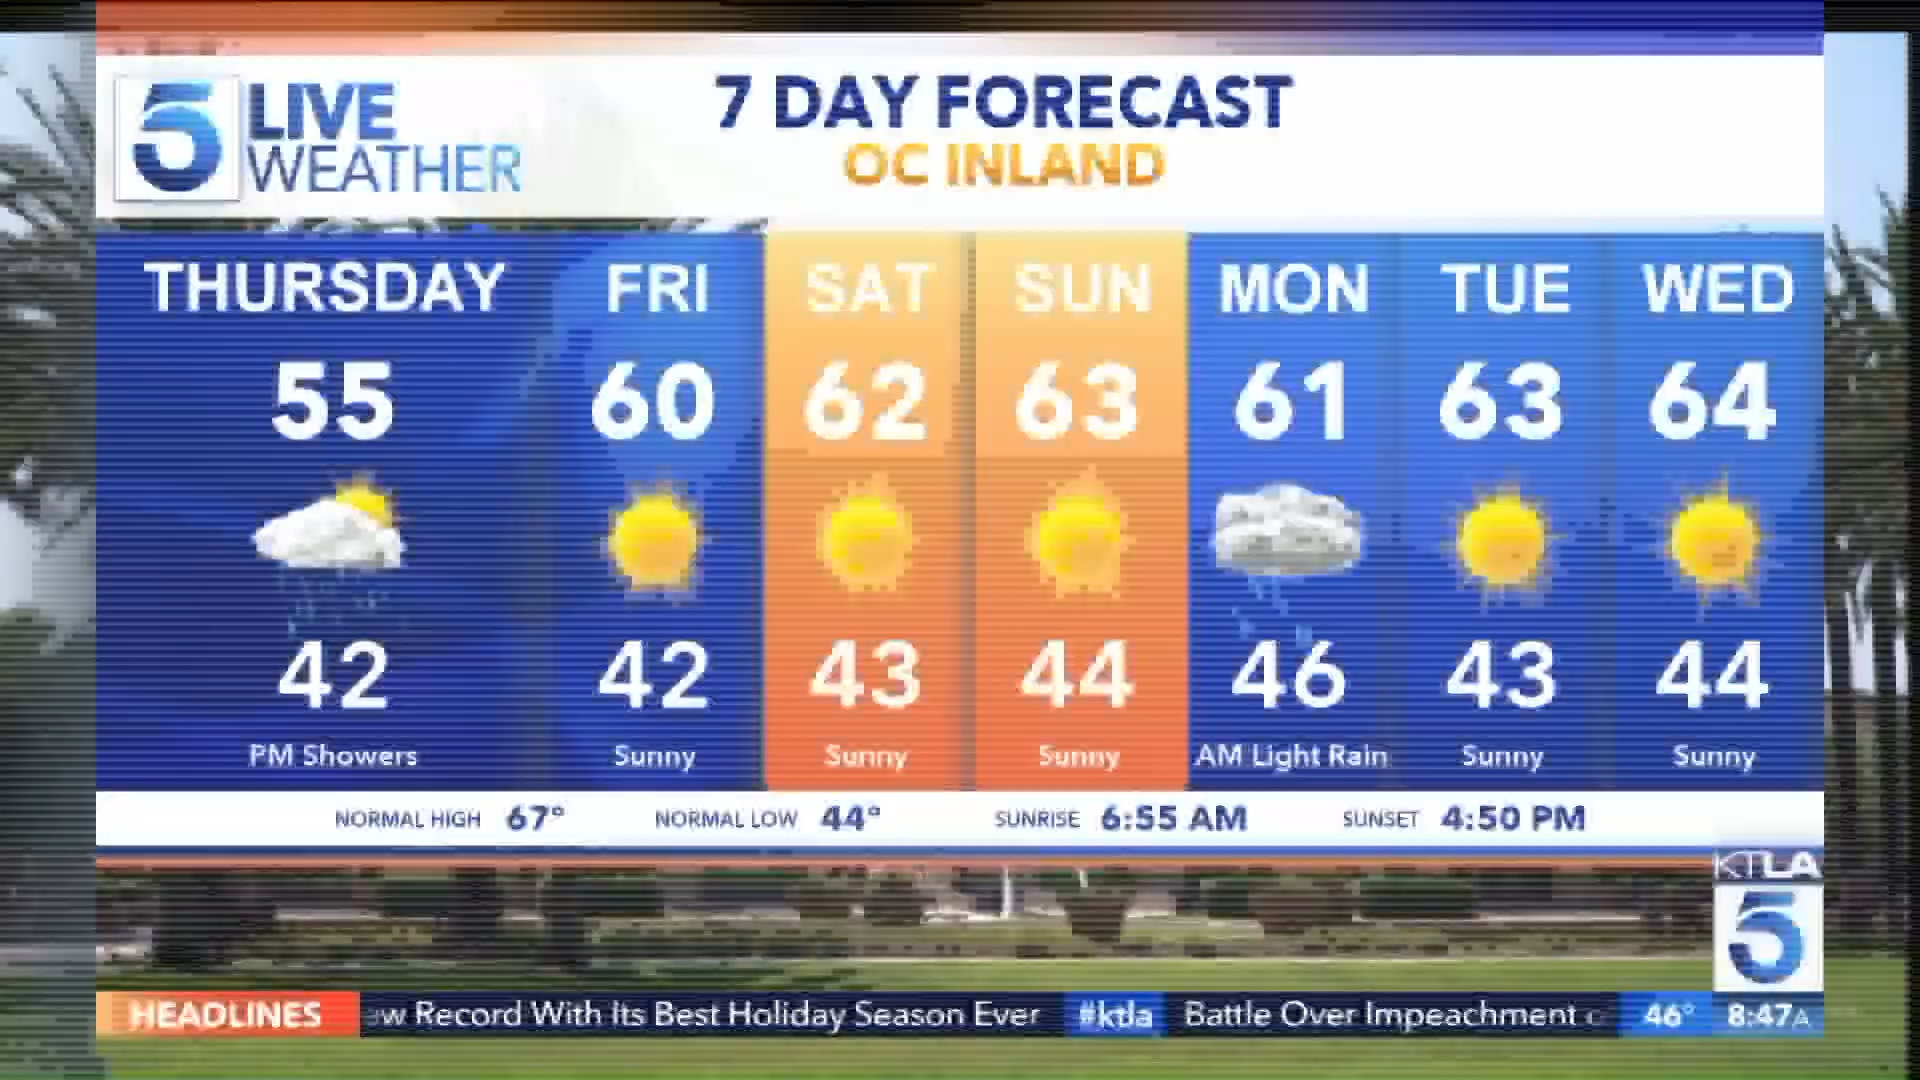 5 LIVE
WEATHER
7 DAY FORECAST
OC INLAND
THURSDAY FRI SAT SUN MON TUE WED
55 60 62 63 61 63 64
42 42 43 44 46 43 44
PM Showers Sunny Sunny Sunny AM Light Rain Sunny Sunny
NORMAL HIGH 67° NORMAL LOW 44° SUNRISE 6:55 AM SUNSET 4:50 PM
KTLA
5
HEADLINES w Record With Its Best Holiday Season Ever #ktla Battle Over Impeachment 46° 8:47A